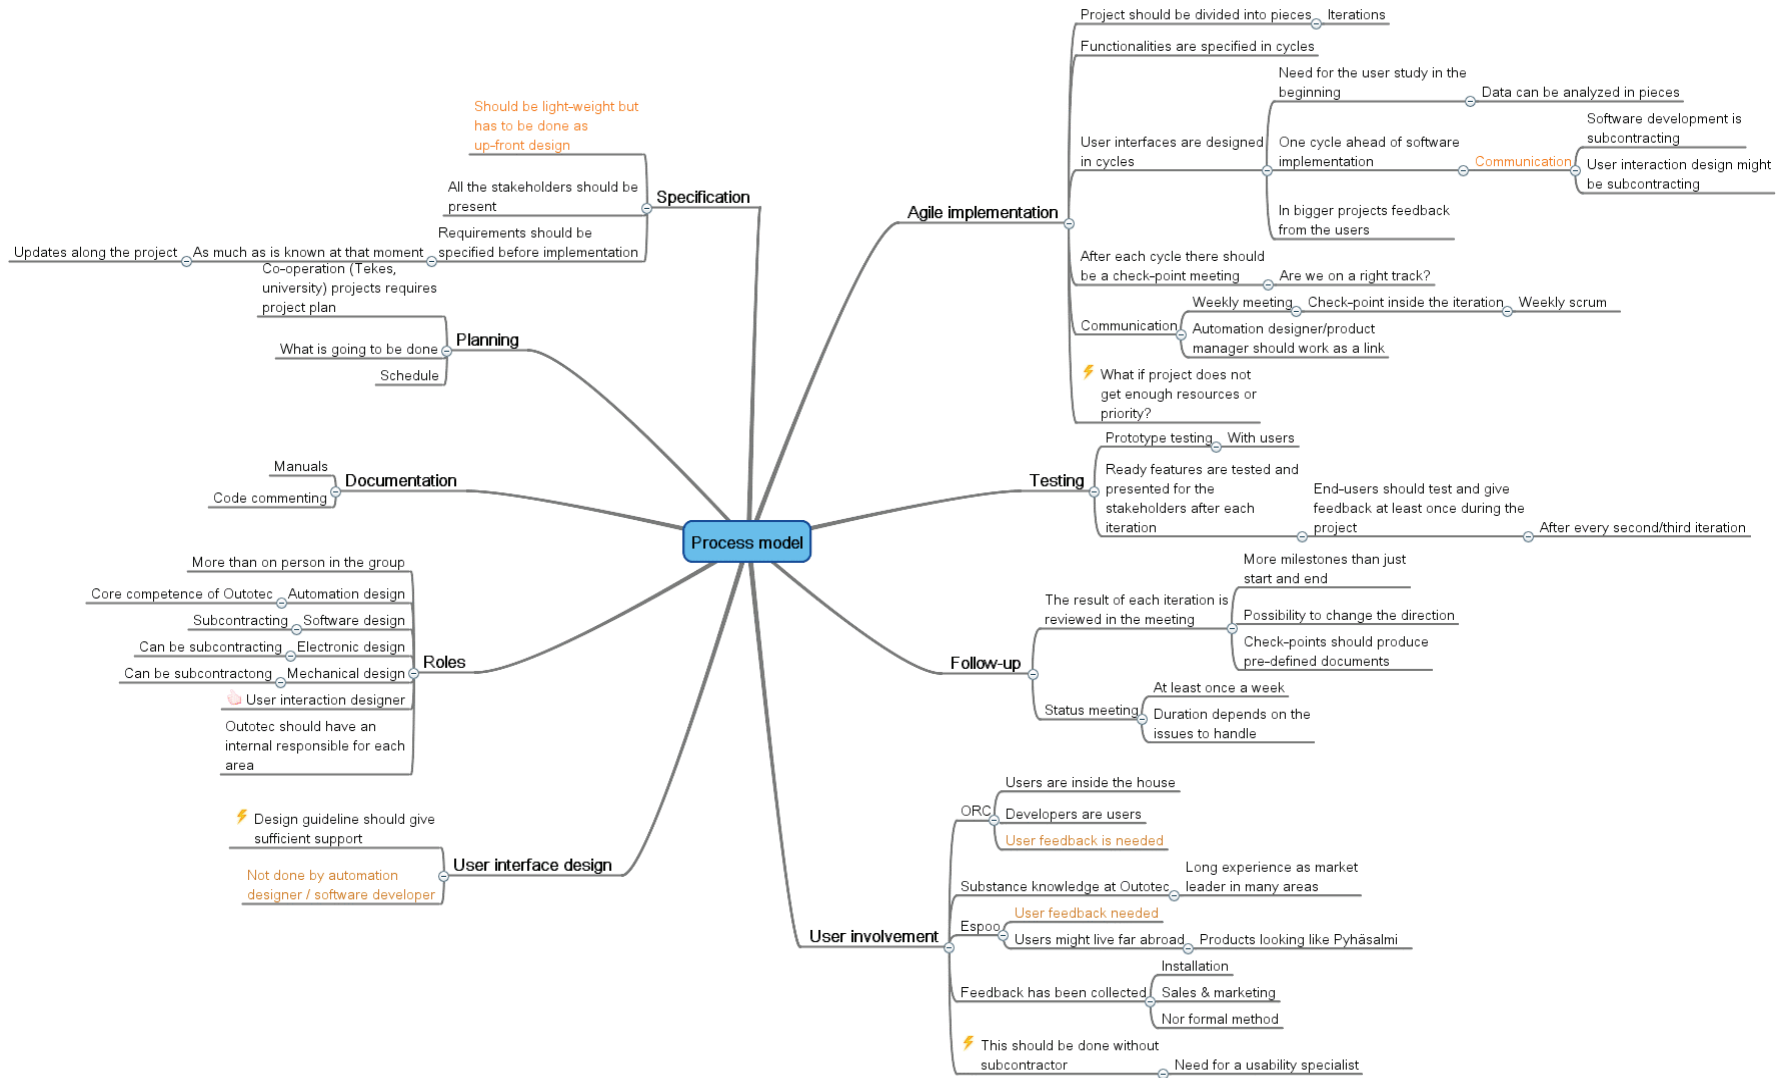 Process model
Specification
Should be light-weight but
has to be done as
up-front design
All the stakeholders should be
present
Requirements should be
specified before implementation
As much as is known at that moment
Updates along the project
Planning
Co-operation (Tekes,
university) projects requires
project plan
What is going to be done
Schedule
Documentation
Manuals
Code commenting
Roles
More than on person in the group
Automation design
Core competence of Outotec
Software design
Subcontracting
Electronic design
Can be subcontracting
Mechanical design
Can be subcontractong
User interaction designer
Outotec should have an
internal responsible for each
area
User interface design
Design guideline should give
sufficient support
Not done by automation
designer / software developer
Agile implementation
Project should be divided into pieces
Iterations
Functionalities are specified in cycles
User interfaces are designed
in cycles
Need for the user study in the
beginning
Data can be analyzed in pieces
One cycle ahead of software
implementation
Communication
Software development is
subcontracting
User interaction design might
be subcontracting
In bigger projects feedback
from the users
After each cycle there should
be a check-point meeting
Are we on a right track?
Communication
Weekly meeting
Check-point inside the iteration
Weekly scrum
Automation designer/product
manager should work as a link
What if project does not
get enough resources or
priority?
Testing
Prototype testing
With users
Ready features are tested and
presented for the
stakeholders after each
iteration
End-users should test and give
feedback at least once during the
project
After every second/third iteration
Follow-up
The result of each iteration is
reviewed in the meeting
More milestones than just
start and end
Possibility to change the direction
Check-points should produce
pre-defined documents
Status meeting
At least once a week
Duration depends on the
issues to handle
User involvement
ORC
Users are inside the house
Developers are users
User feedback is needed
Substance knowledge at Outotec
Long experience as market
leader in many areas
Espoo
User feedback needed
Users might live far abroad
Products looking like Pyhäsalmi
Feedback has been collected
Installation
Sales & marketing
Nor formal method
This should be done without
subcontractor
Need for a usability specialist